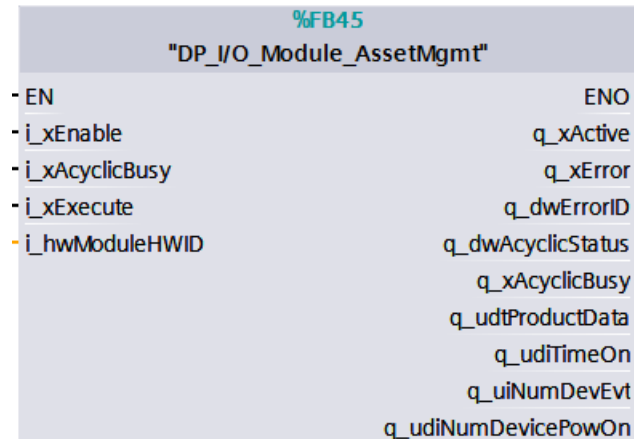 %FB45
"DP_I/O_Module_AssetMgmt"
EN ENO
i_xEnable q_xActive
i_xAcyclicBusy q_xError
i_xExecute q_dwErrorID
i_hwModuleHWID q_dwAcyclicStatus
q_xAcyclicBusy
q_udtProductData
q_udiTimeOn
q_uiNumDevEvt
q_udiNumDevicePowOn